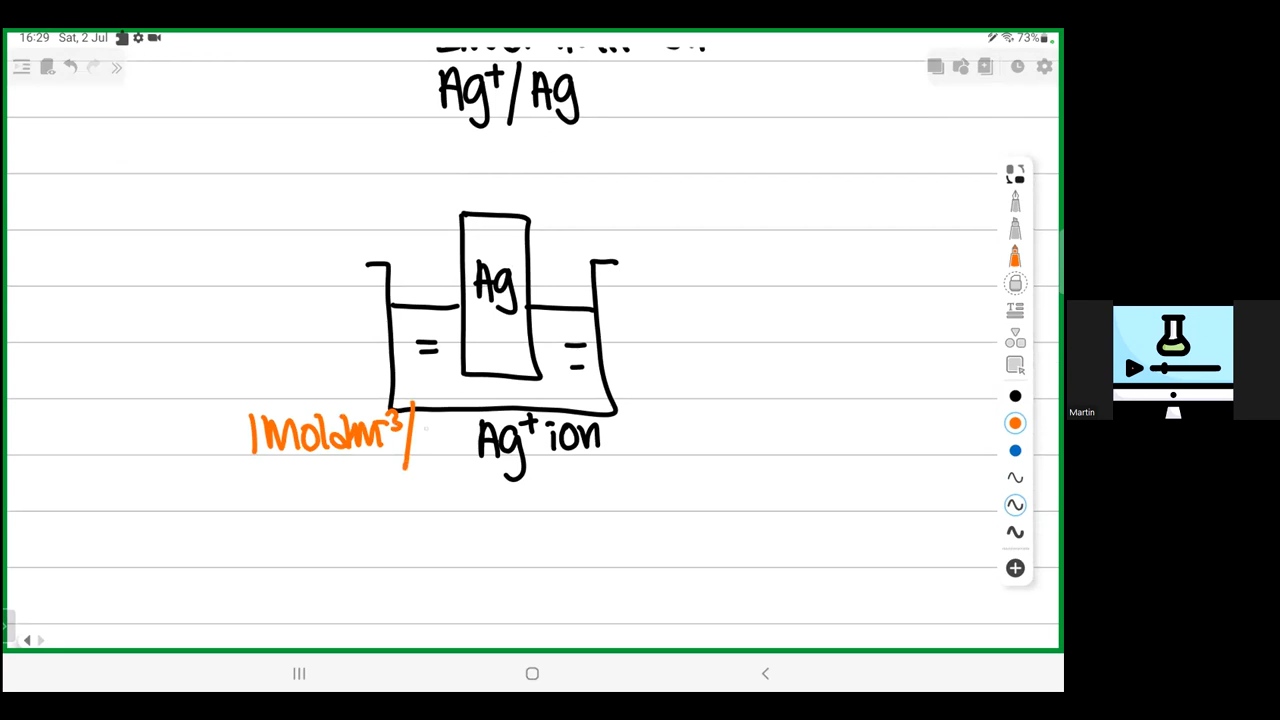 16:29 Sat, 2 Jul 73%
Ag⁺/Ag
Ag
1moldm⁻³/ Ag⁺ ion
Martin